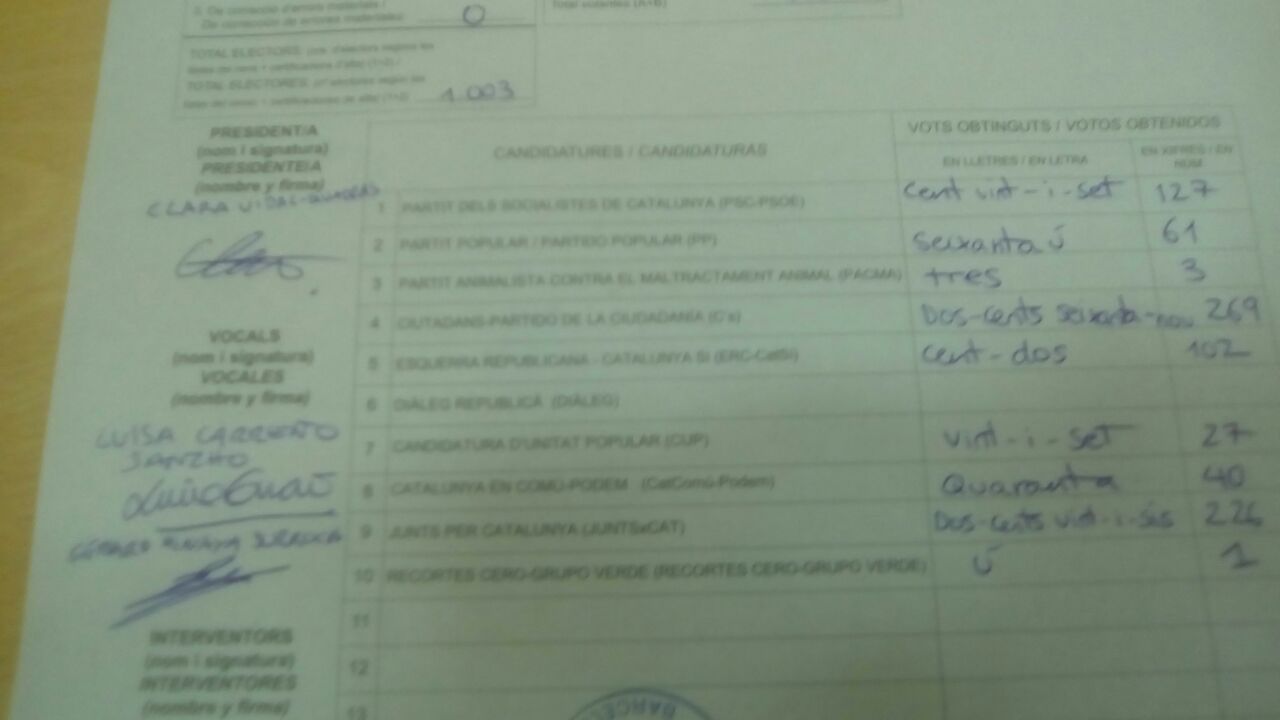 3. De correcció d'errors materials /
De corrección de errores materiales: 0
Total votantes (A+B)
TOTAL ELECTORS: (nre. d'electors segons les
llistes del cens + certificacions d'alta) (1+2) /
TOTAL ELECTORES: (nº electores según las
listas del censo + certificaciones de alta) (1+2) 1.003
PRESIDENT/A
(nom i signatura)
PRESIDENTE/A
(nombre y firma)
CLARA VIDAL-QUADRAS
VOCALS
(nom i signatura)
VOCALES
(nombre y firma)
LUISA CARREÑO
SANZHO
INTERVENTORS
(nom i signatura)
INTERVENTORES
(nombre y firma)
CANDIDATURES / CANDIDATURAS
VOTS OBTINGUTS / VOTOS OBTENIDOS
EN LLETRES / EN LETRA
EN XIFRES / EN
NÚM
1 PARTIT DELS SOCIALISTES DE CATALUNYA (PSC-PSOE) Cent vint-i-set 127
2 PARTIT POPULAR / PARTIDO POPULAR (PP) Seixanta ú 61
3 PARTIT ANIMALISTA CONTRA EL MALTRACTAMENT ANIMAL (PACMA) tres 3
4 CIUTADANS-PARTIDO DE LA CIUDADANÍA (C's) Dos-cents seixanta-nou 269
5 ESQUERRA REPUBLICANA - CATALUNYA SÍ (ERC-CatSí) cent-dos 102
6 DIÀLEG REPUBLICÀ (DIÀLEG)
7 CANDIDATURA D'UNITAT POPULAR (CUP) vint-i-set 27
8 CATALUNYA EN COMÚ-PODEM (CatComú-Podem) Quaranta 40
9 JUNTS PER CATALUNYA (JUNTSxCAT) Dos-cents vint-i-sis 226
10 RECORTES CERO-GRUPO VERDE (RECORTES CERO-GRUPO VERDE) Ú 1
11
12
13